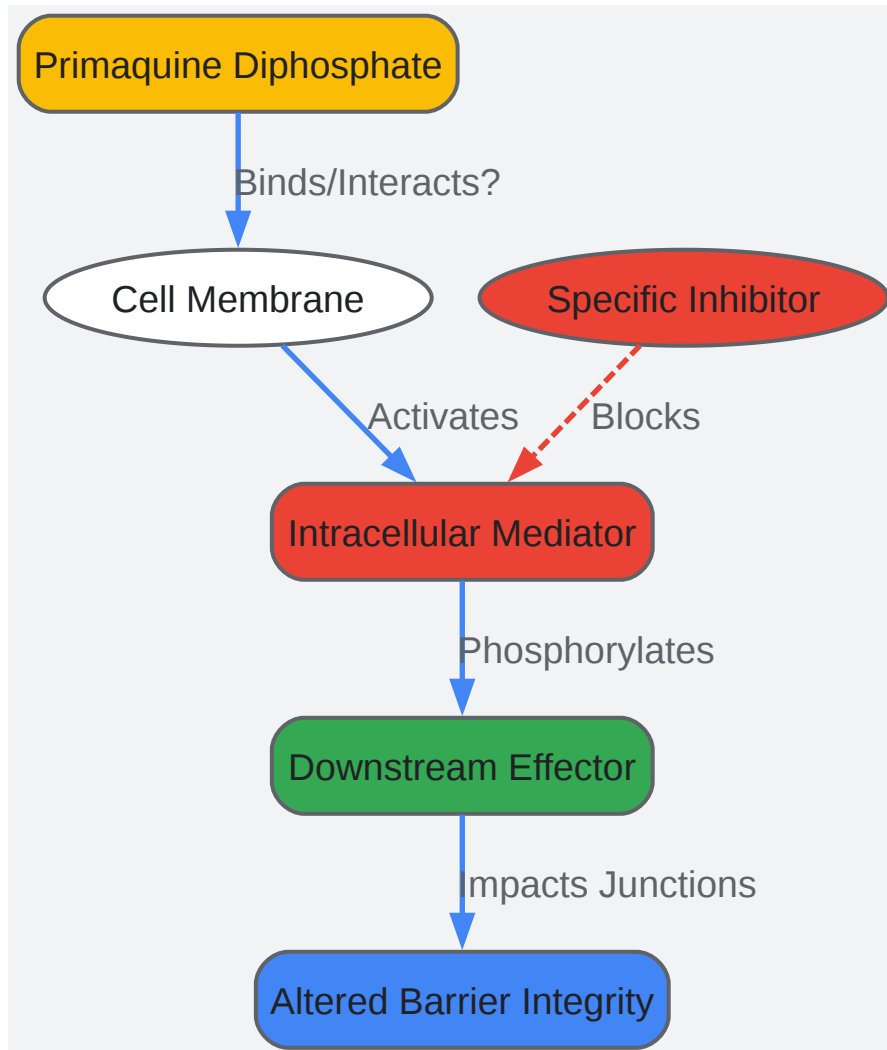 Primaquine Diphosphate
Binds/Interacts?
Cell Membrane
Specific Inhibitor
Activates
Blocks
Intracellular Mediator
Phosphorylates
Downstream Effector
Impacts Junctions
Altered Barrier Integrity